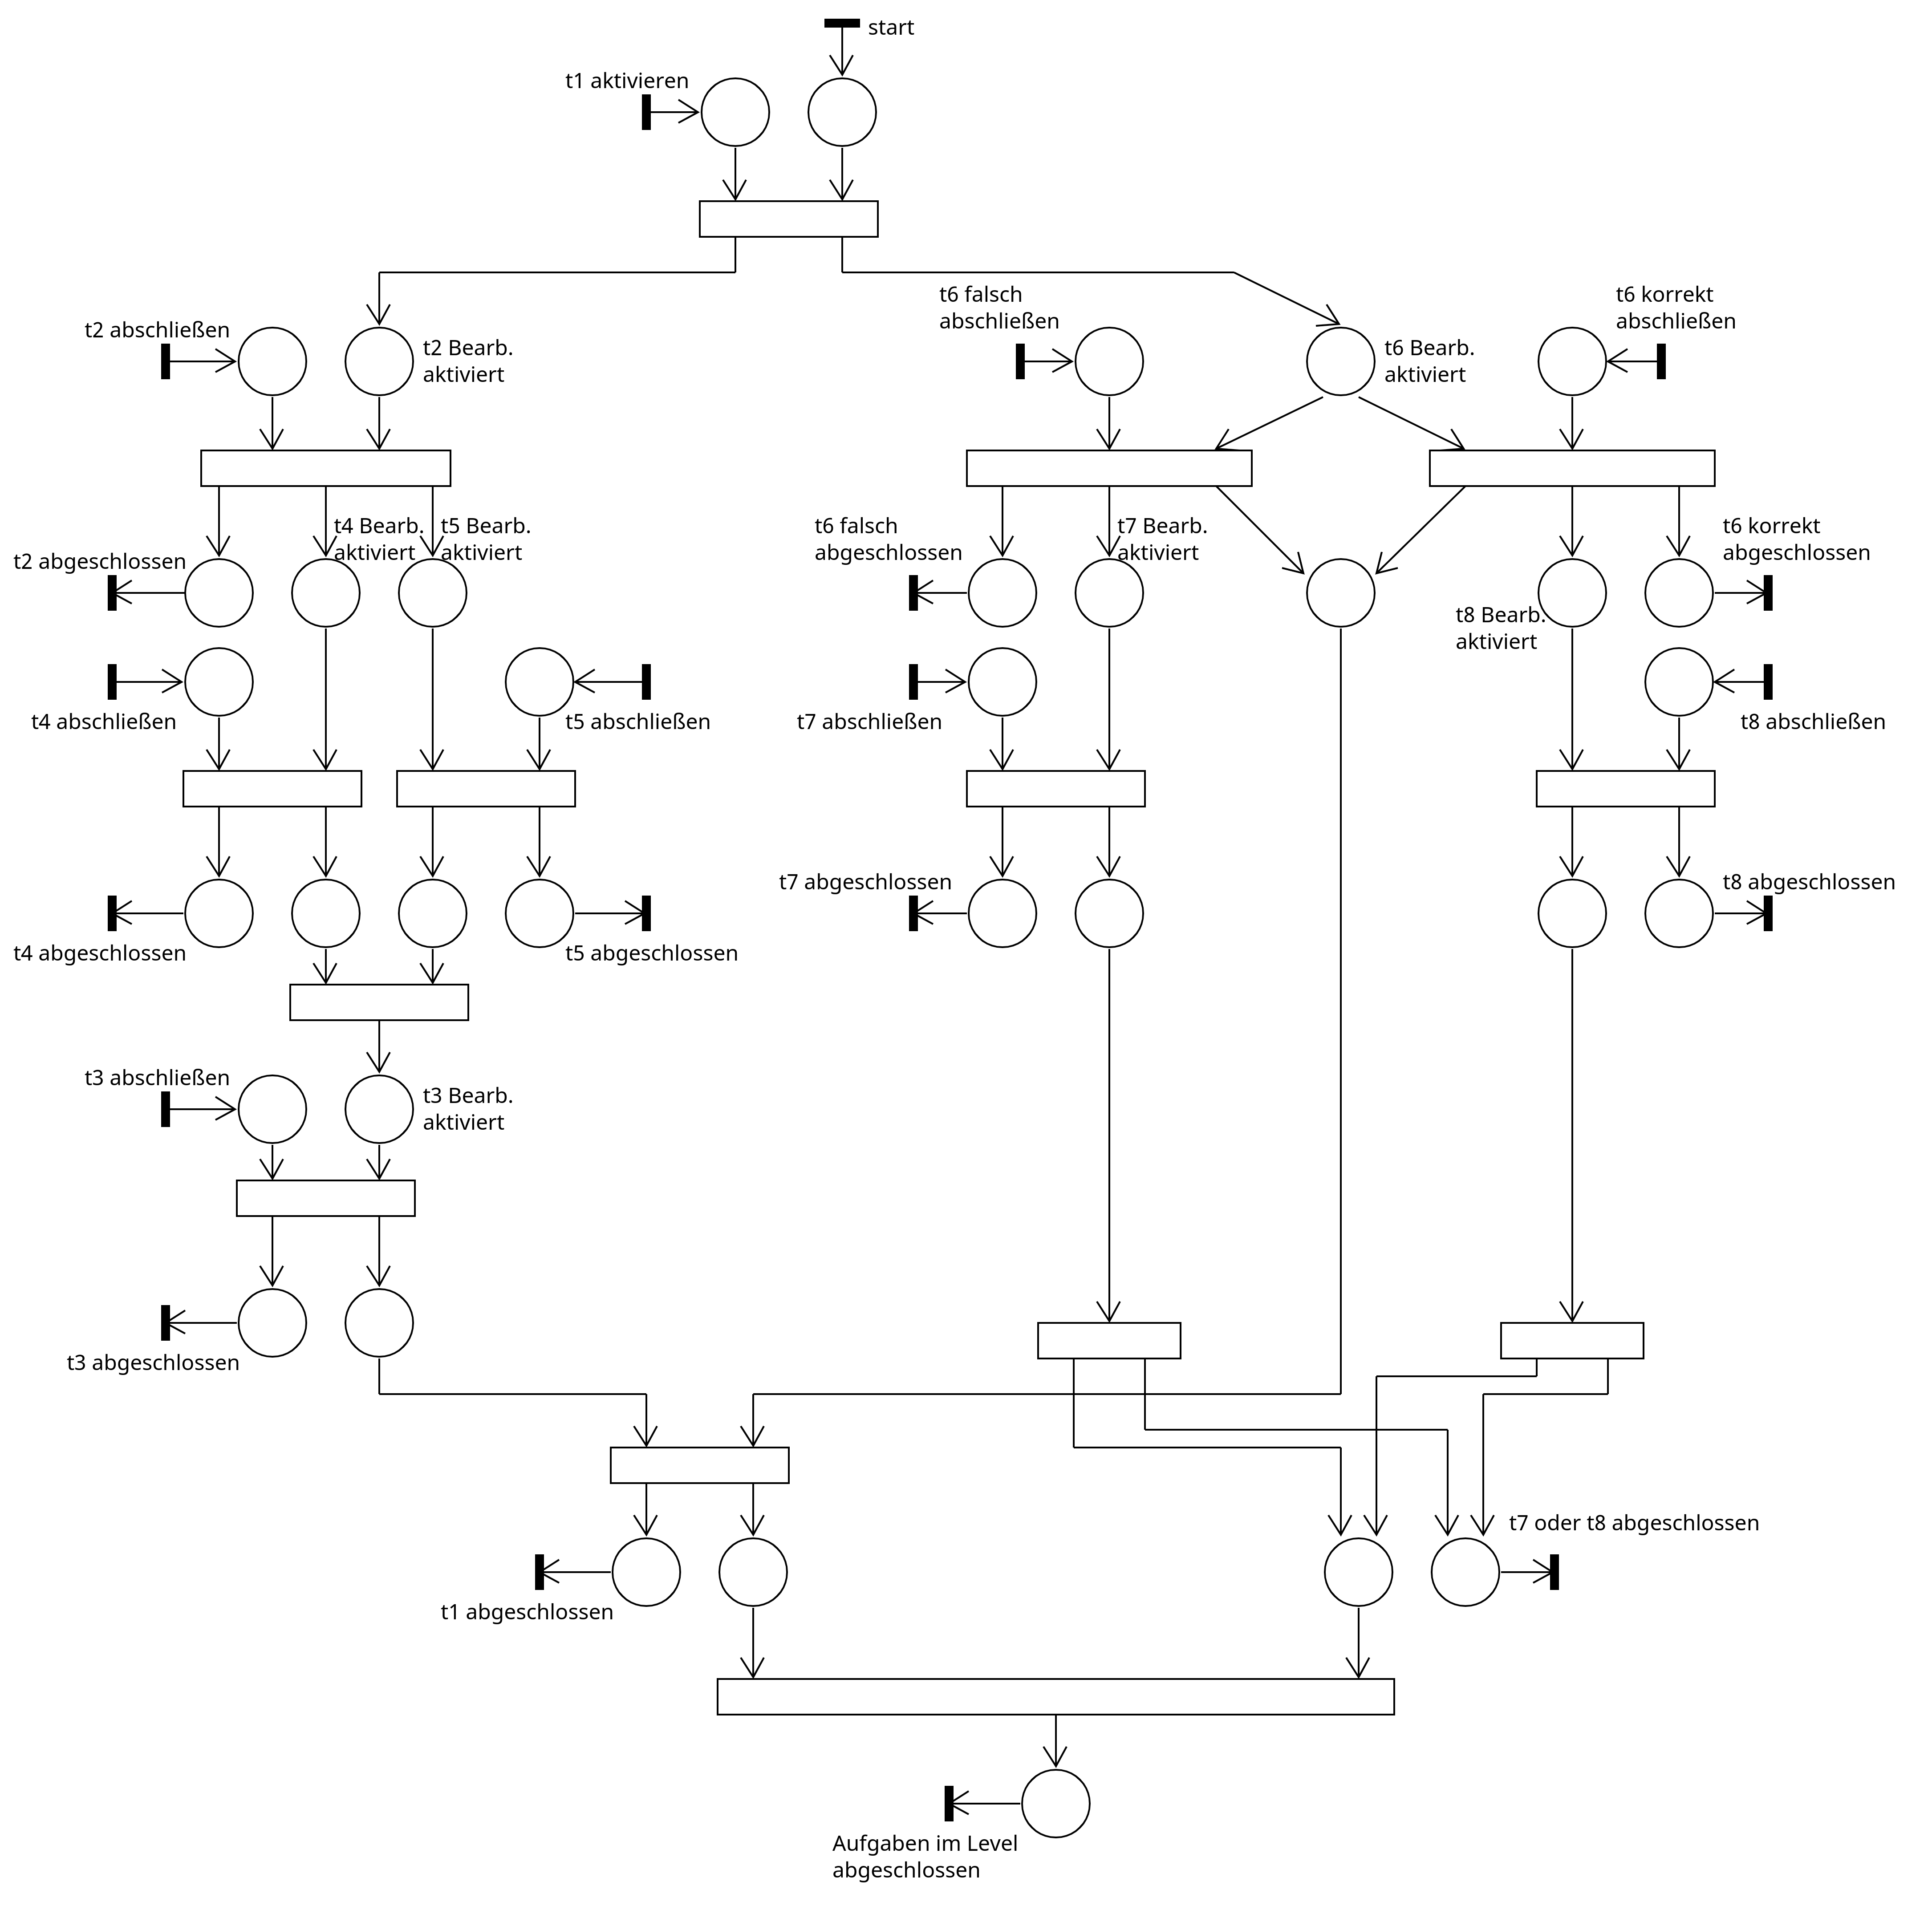 start
t1 aktivieren
t6 falsch
abschließen
t6 korrekt
abschließen
t2 abschließen
t2 Bearb.
aktiviert
t6 Bearb.
aktiviert
t4 Bearb.
aktiviert
t5 Bearb.
aktiviert
t6 falsch
abgeschlossen
t7 Bearb.
aktiviert
t6 korrekt
abgeschlossen
t2 abgeschlossen
t8 Bearb.
aktiviert
t4 abschließen
t5 abschließen
t7 abschließen
t8 abschließen
t7 abgeschlossen
t8 abgeschlossen
t4 abgeschlossen
t5 abgeschlossen
t3 abschließen
t3 Bearb.
aktiviert
t3 abgeschlossen
t7 oder t8 abgeschlossen
t1 abgeschlossen
Aufgaben im Level
abgeschlossen